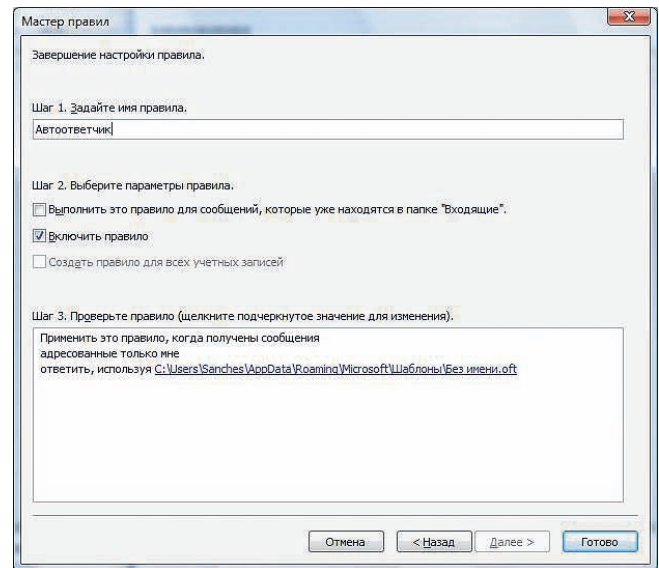 Мастер правил
Завершение настройки правила.
Шаг 1. Задайте имя правила.
Автоответчик
Шаг 2. Выберите параметры правила.
Выполнить это правило для сообщений, которые уже находятся в папке "Входящие".
Включить правило
Создать правило для всех учетных записей
Шаг 3. Проверьте правило (щелкните подчеркнутое значение для изменения).
Применить это правило, когда получены сообщения
адресованные только мне
ответить, используя C:\Users\Sanches\AppData\Roaming\Microsoft\Шаблоны\Без имени.oft
Отмена < Назад Далее > Готово